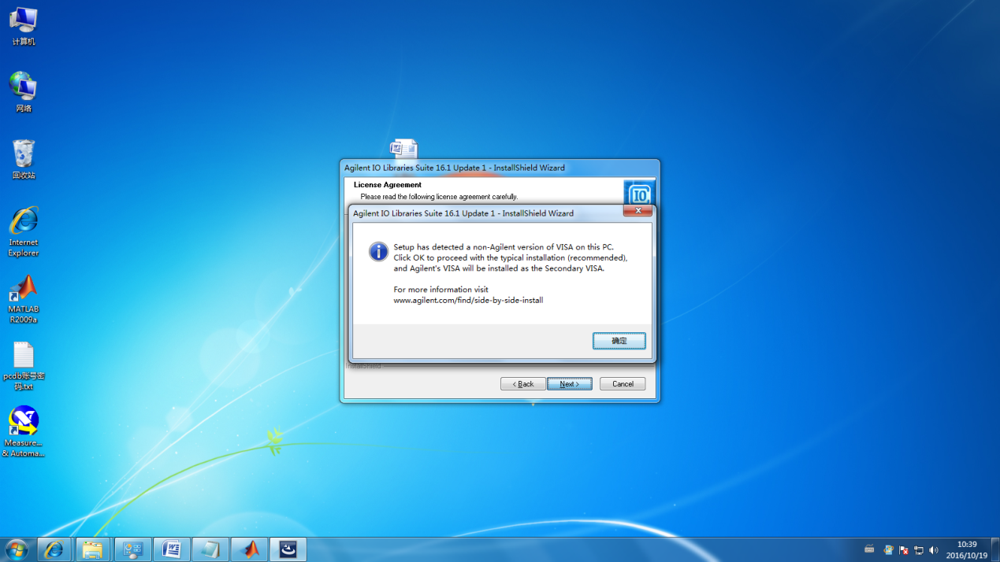 计算机
网络
回收站
Internet
Explorer
MATLAB
R2009a
pcdb账号密
码.txt
Measure...
& Automa...
Agilent IO Libraries Suite 16.1 Update 1 - InstallShield Wizard
License Agreement
Please read the following license agreement carefully.
IO
Agilent IO Libraries Suite 16.1 Update 1 - InstallShield Wizard
Setup has detected a non-Agilent version of VISA on this PC.
Click OK to proceed with the typical installation (recommended),
and Agilent's VISA will be installed as the Secondary VISA.
For more information visit
www.agilent.com/find/side-by-side-install
确定
InstallShield
< Back
Next >
Cancel
10:39
2016/10/19